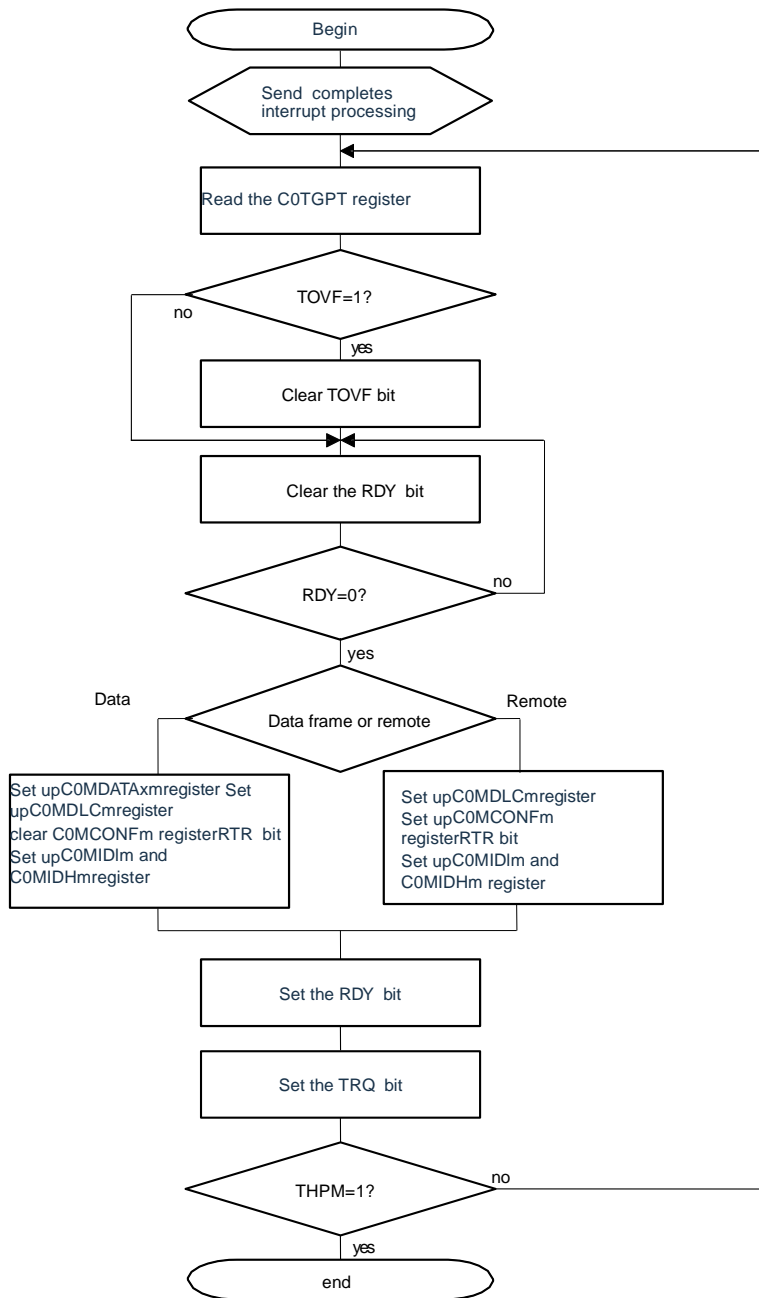 Begin
Send completes
interrupt processing
Read the C0TGPT register
TOVF=1?
no
yes
Clear TOVF bit
Clear the RDY bit
RDY=0?
no
yes
Data
Data frame or remote
Remote
Set upC0MDATAxmregister Set
upC0MDLCmregister
clear C0MCONFm registerRTR bit
Set upC0MIDlm and
C0MIDHmregister
Set upC0MDLCmregister
Set upC0MCONFm
registerRTR bit
Set upC0MIDlm and
C0MIDHm register
Set the RDY bit
Set the TRQ bit
THPM=1?
no
yes
end